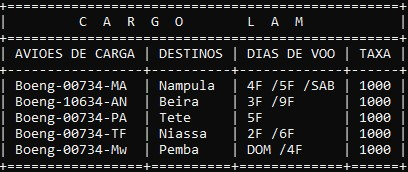 C A R G O L A M
AVIOES DE CARGA | DESTINOS | DIAS DE VOO | TAXA
Boeng-00734-MA | Nampula | 4F /5F /SAB | 1000
Boeng-10634-AN | Beira | 3F /9F | 1000
Boeng-00734-PA | Tete | 5F | 1000
Boeng-00734-TF | Niassa | 2F /6F | 1000
Boeng-00734-Mw | Pemba | DOM /4F | 1000